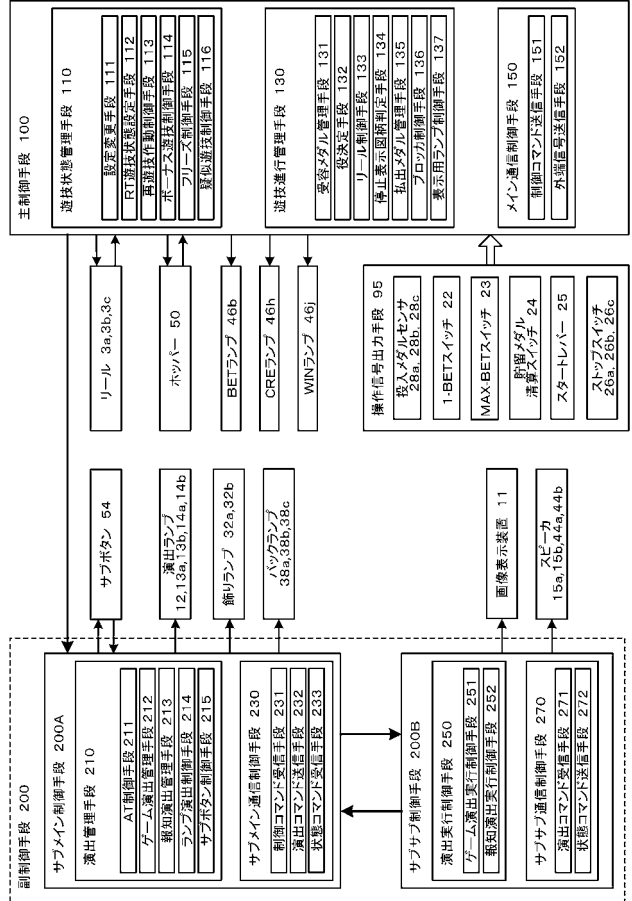 主制御手段 100
遊技状態管理手段 110
設定変更手段 111
RT遊技状態設定手段 112
再遊技作動制御手段 113
ボーナス遊技制御手段 114
フリーズ制御手段 115
疑似遊技制御手段 116
遊技進行管理手段 130
受容メダル管理手段 131
役決定手段 132
リール制御手段 133
停止表示図柄判定手段 134
払出メダル管理手段 135
ブロッカ制御手段 136
表示用ランプ制御手段 137
メイン通信制御手段 150
制御コマンド送信手段 151
外端信号送信手段 152
リール 3a,3b,3c
ホッパー 50
BETランプ 46b
CREランプ 46h
WINランプ 46j
操作信号出力手段 95
投入メダルセンサ
28a, 28b, 28c
1-BETスイッチ 22
MAX-BETスイッチ 23
貯留メダル
清算スイッチ 24
スタートレバー 25
ストップスイッチ
26a, 26b, 26c
サブボタン 54
演出ランプ
12,13a,13b,14a,14b
飾りランプ 32a,32b
バックランプ
38a,38b,38c
画像表示装置 11
スピーカ
15a,15b,44a,44b
副制御手段 200
サブメイン制御手段 200A
演出管理手段 210
AT制御手段 211
ゲーム演出管理手段 212
報知演出管理手段 213
ランプ演出制御手段 214
サブボタン制御手段 215
サブメイン通信制御手段 230
制御コマンド受信手段 231
演出コマンド送信手段 232
状態コマンド受信手段 233
サブサブ制御手段 200B
演出実行制御手段 250
ゲーム演出実行制御手段 251
報知演出実行制御手段 252
サブサブ通信制御手段 270
演出コマンド受信手段 271
状態コマンド送信手段 272